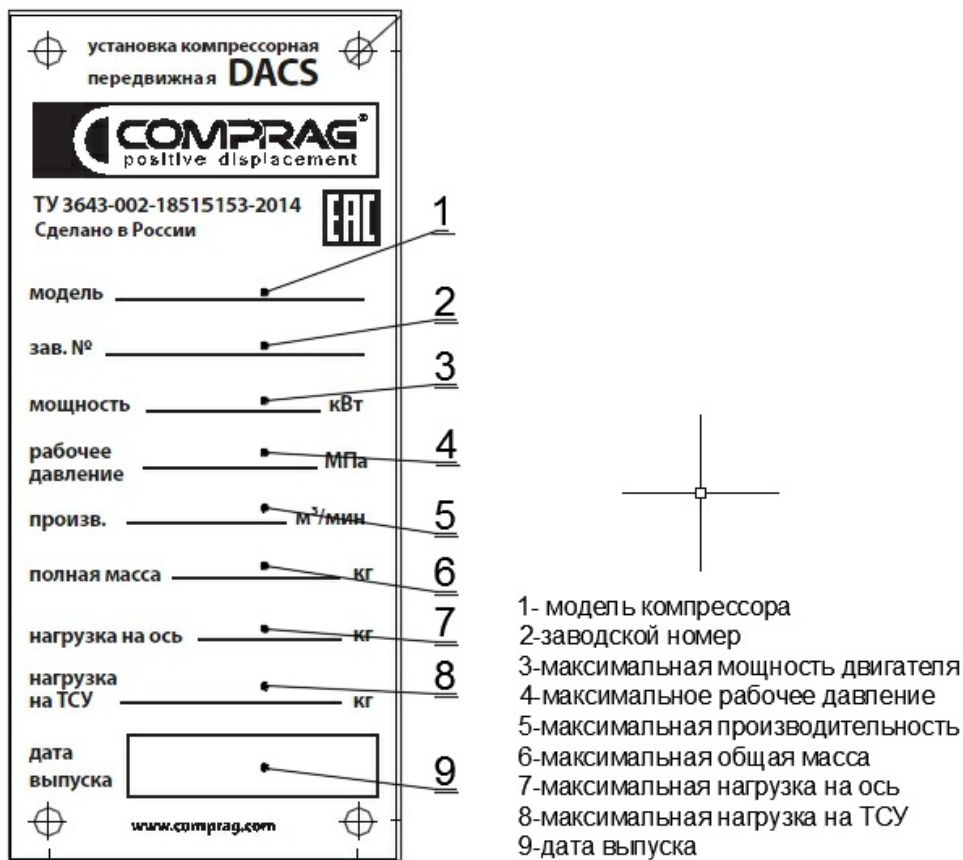 установка компрессорная
передвижная DACS
COMPRAG®
positive displacement
ТУ 3643-002-18515153-2014
Сделано в России
EAC
1
модель
2
зав. №
3
мощность кВт
4
рабочее
давление МПа
5
произв. м³/мин
6
полная масса кг
7
нагрузка на ось кг
8
нагрузка
на ТСУ кг
9
дата
выпуска
www.comprag.com
1- модель компрессора
2-заводской номер
3-максимальная мощность двигателя
4-максимальное рабочее давление
5-максимальная производительность
6-максимальная общая масса
7-максимальная нагрузка на ось
8-максимальная нагрузка на ТСУ
9-дата выпуска